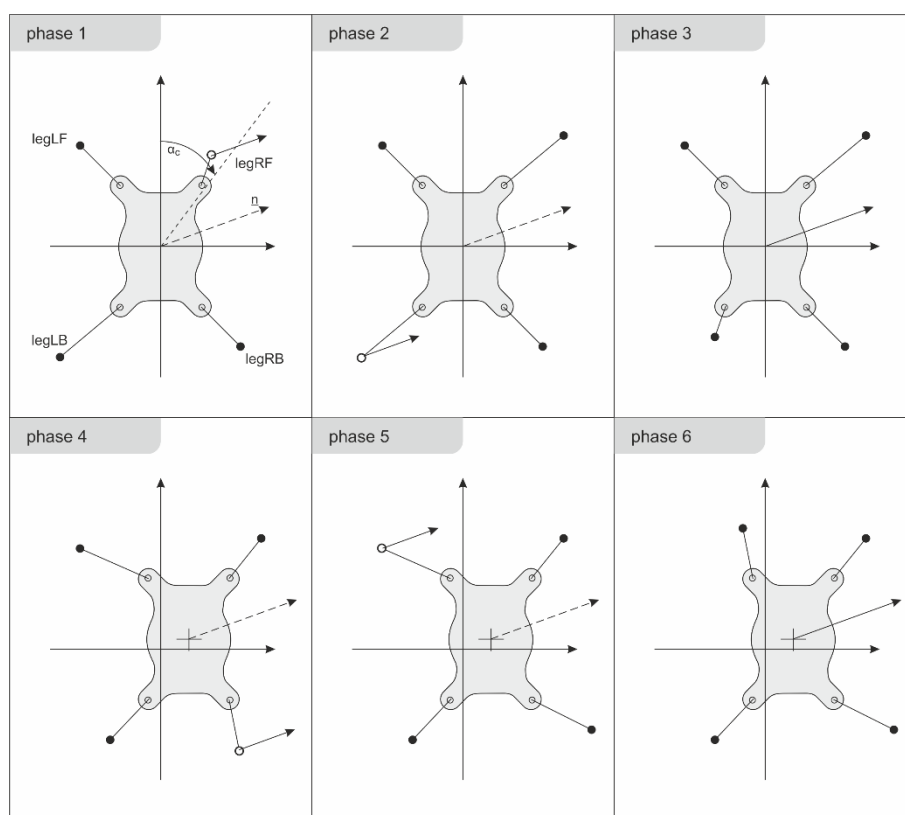 phase 1
phase 2
phase 3
legLF
α_c
legRF
n
legLB
legRB
phase 4
phase 5
phase 6